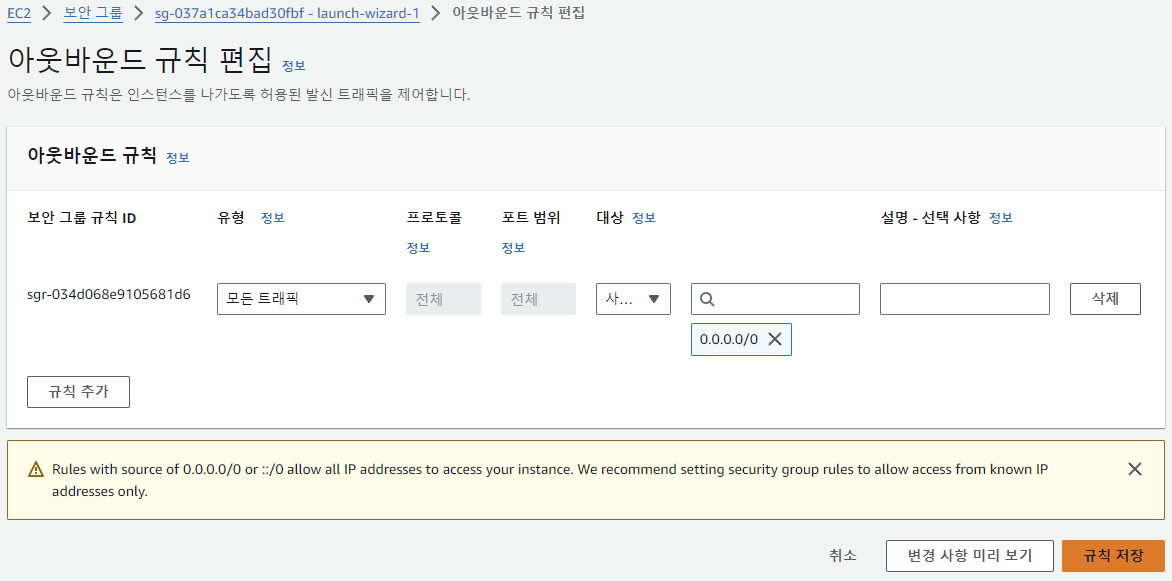 EC2 > 보안 그룹 > sg-037a1ca34bad30fbf - launch-wizard-1 > 아웃바운드 규칙 편집
아웃바운드 규칙 편집 정보
아웃바운드 규칙은 인스턴스를 나가도록 허용된 발신 트래픽을 제어합니다.
아웃바운드 규칙 정보
보안 그룹 규칙 ID 유형 정보 프로토콜 포트 범위 대상 정보 설명 - 선택 사항 정보
정보 정보
sgr-034d068e9105681d6 모든 트래픽 전체 전체 사... 삭제
0.0.0.0/0
규칙 추가
Rules with source of 0.0.0.0/0 or ::/0 allow all IP addresses to access your instance. We recommend setting security group rules to allow access from known IP
addresses only.
취소 변경 사항 미리 보기 규칙 저장